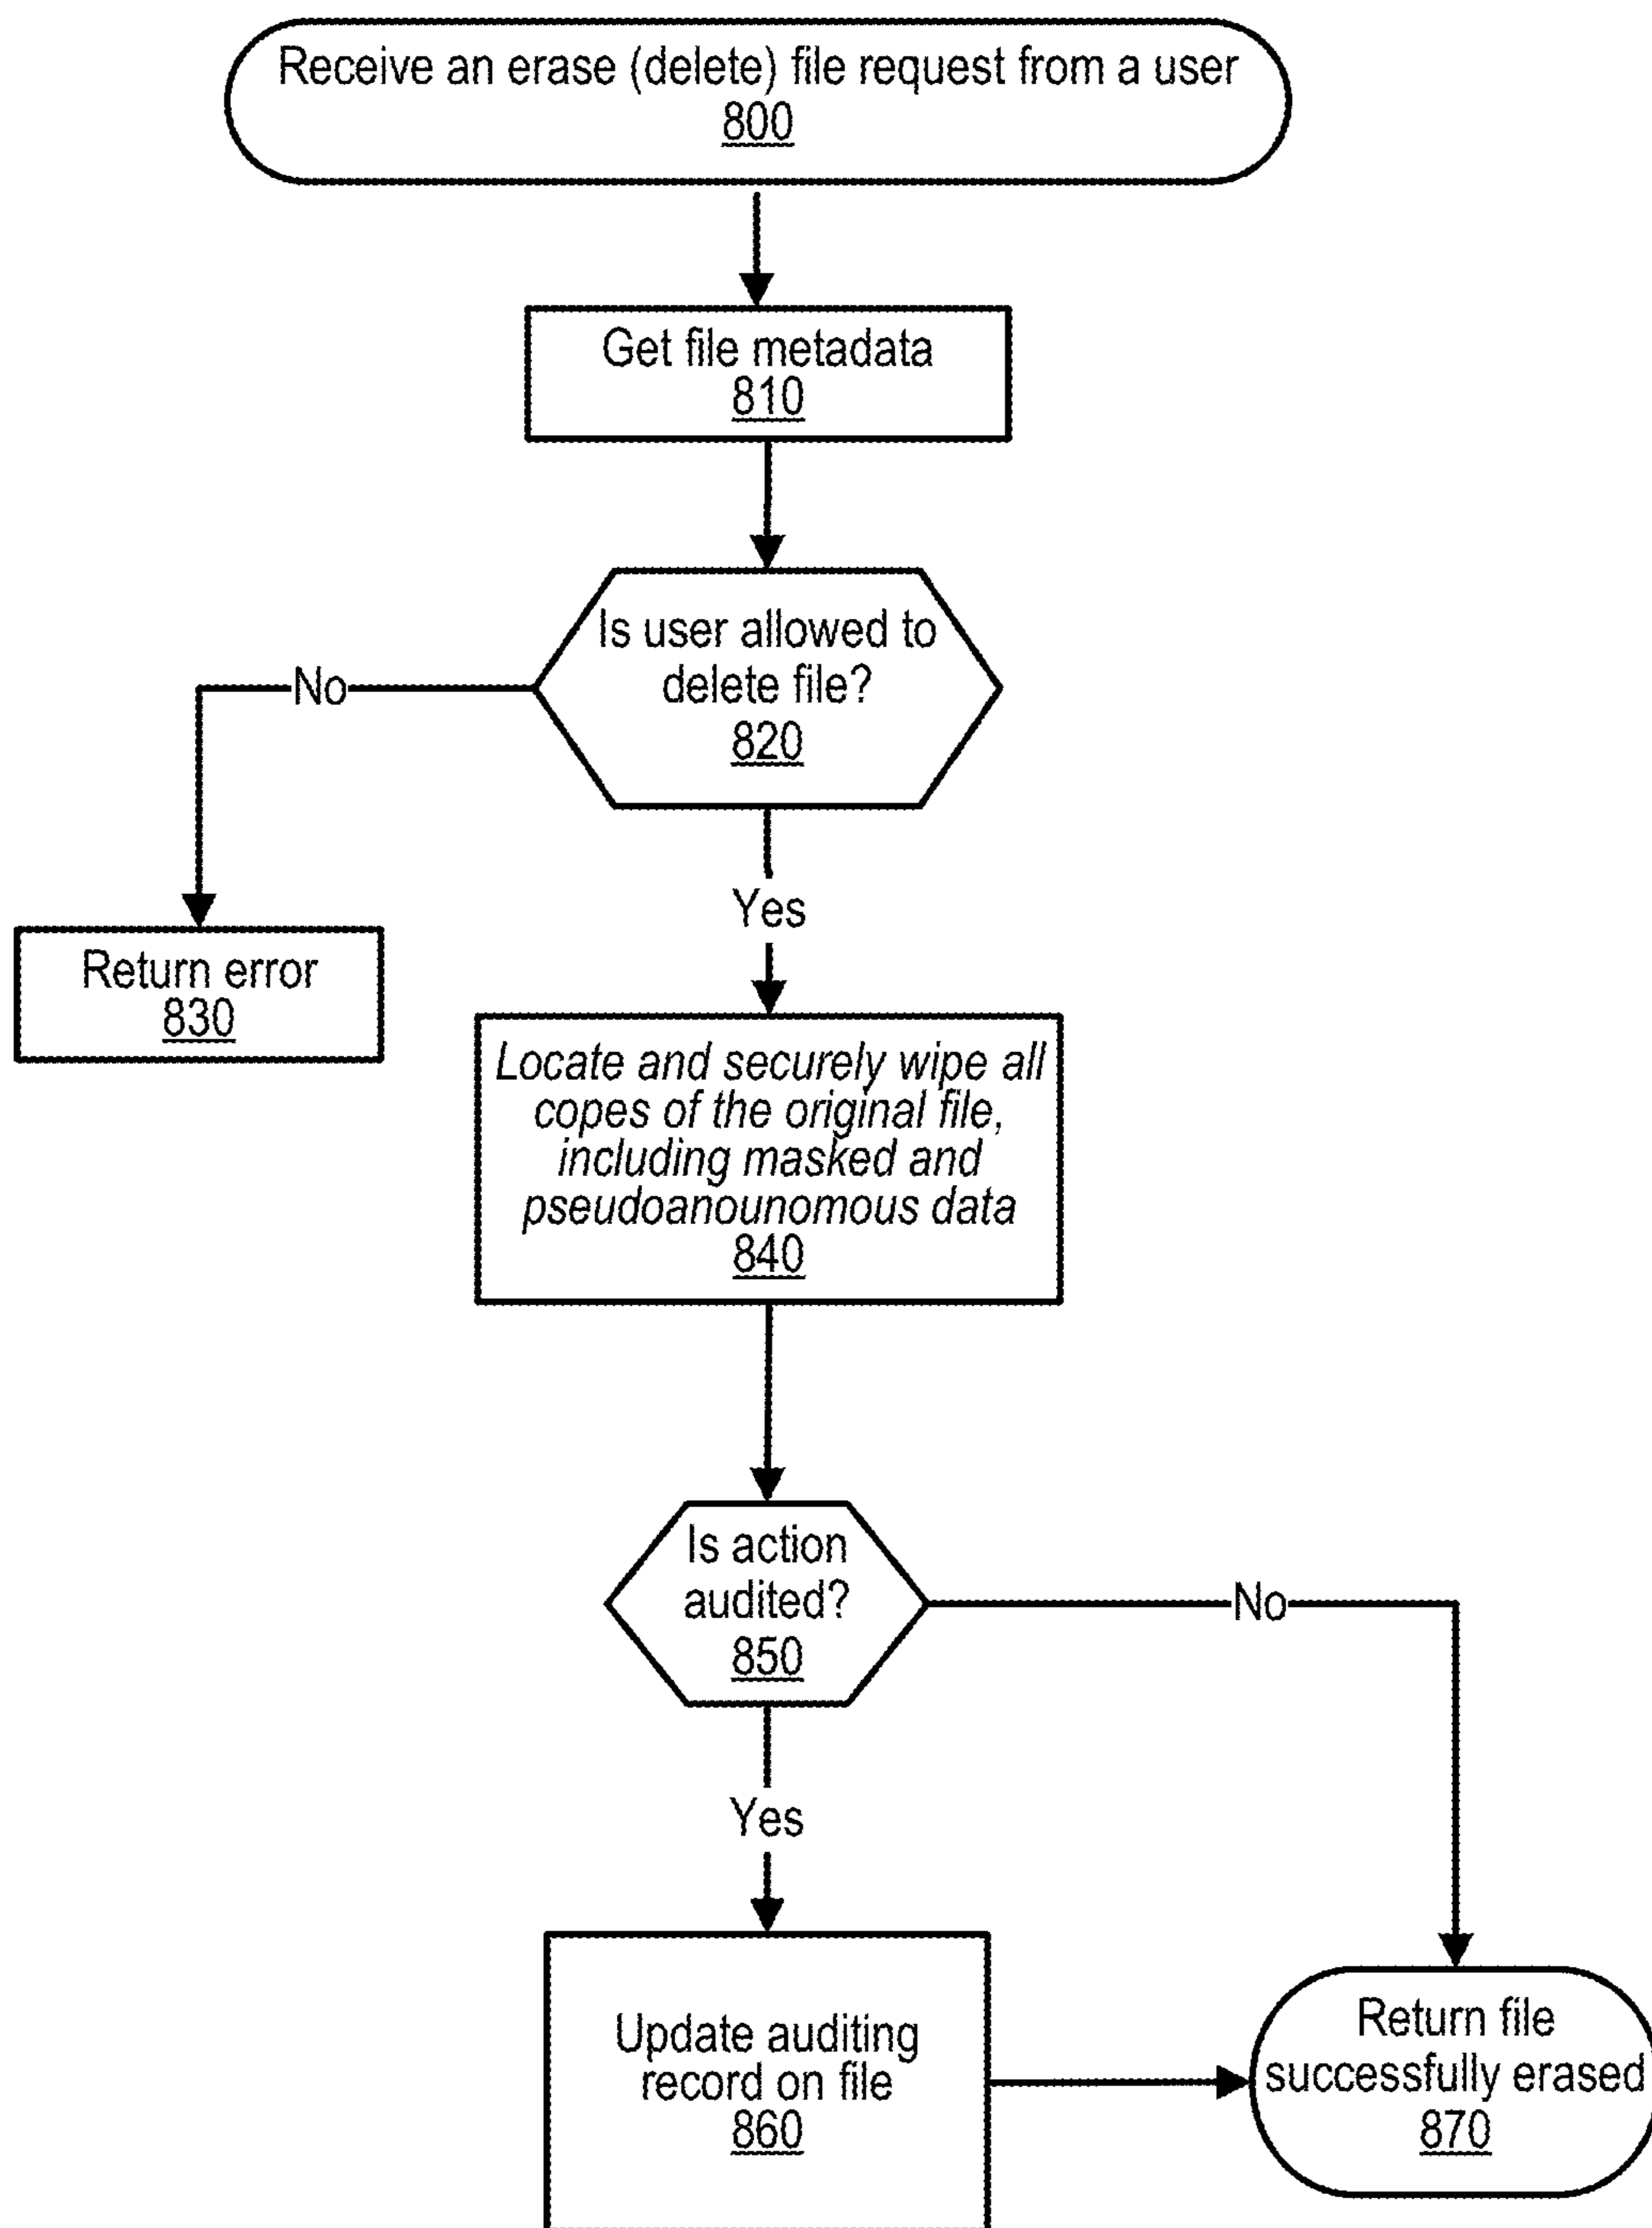 Receive an erase (delete) file request from a user
800
Get file metadata
810
Is user allowed to
delete file?
820
No
Yes
Return error
830
Locate and securely wipe all
copes of the original file,
including masked and
pseudoanounomous data
840
Is action
audited?
850
No
Yes
Update auditing
record on file
860
Return file
successfully erased
870